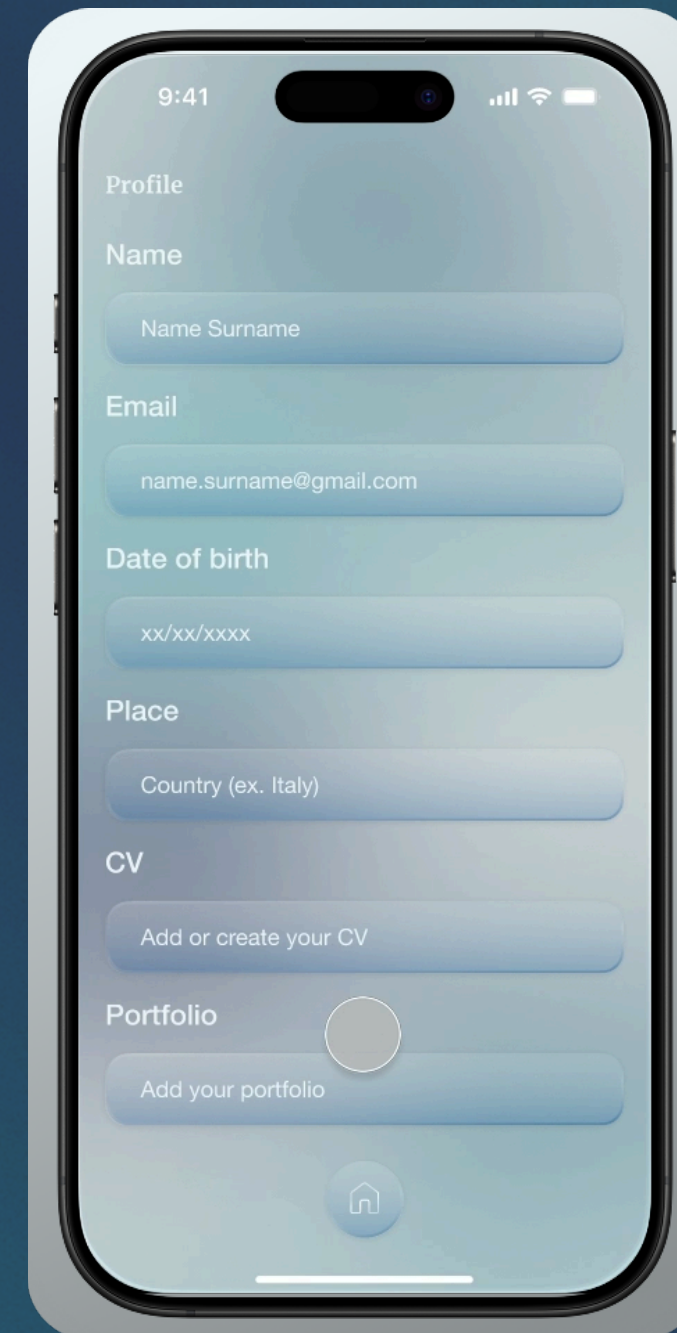 9:41
Profile
Name
Name Surname
Email
name.surname@gmail.com
Date of birth
xx/xx/xxxx
Place
Country (ex. Italy)
CV
Add or create your CV
Portfolio
Add your portfolio